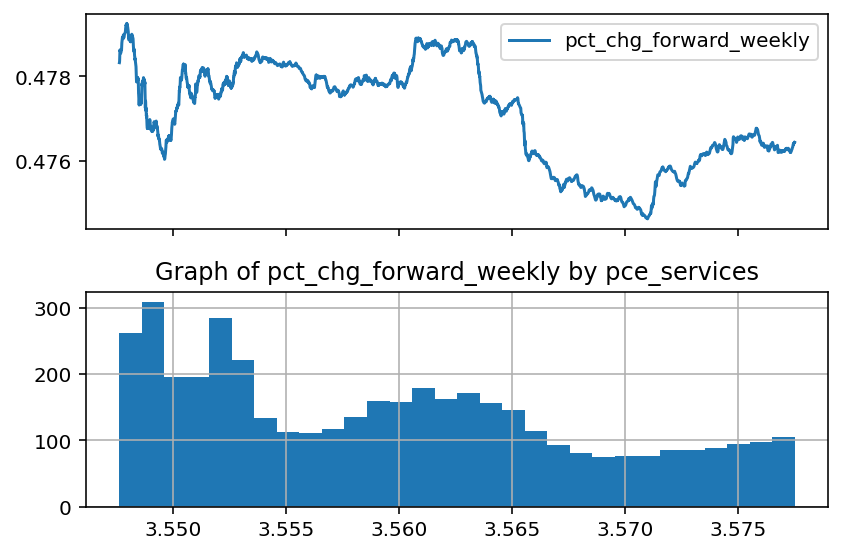 pct_chg_forward_weekly
0.478
0.476
Graph of pct_chg_forward_weekly by pce_services
300
200
100
0
3.550 3.555 3.560 3.565 3.570 3.575